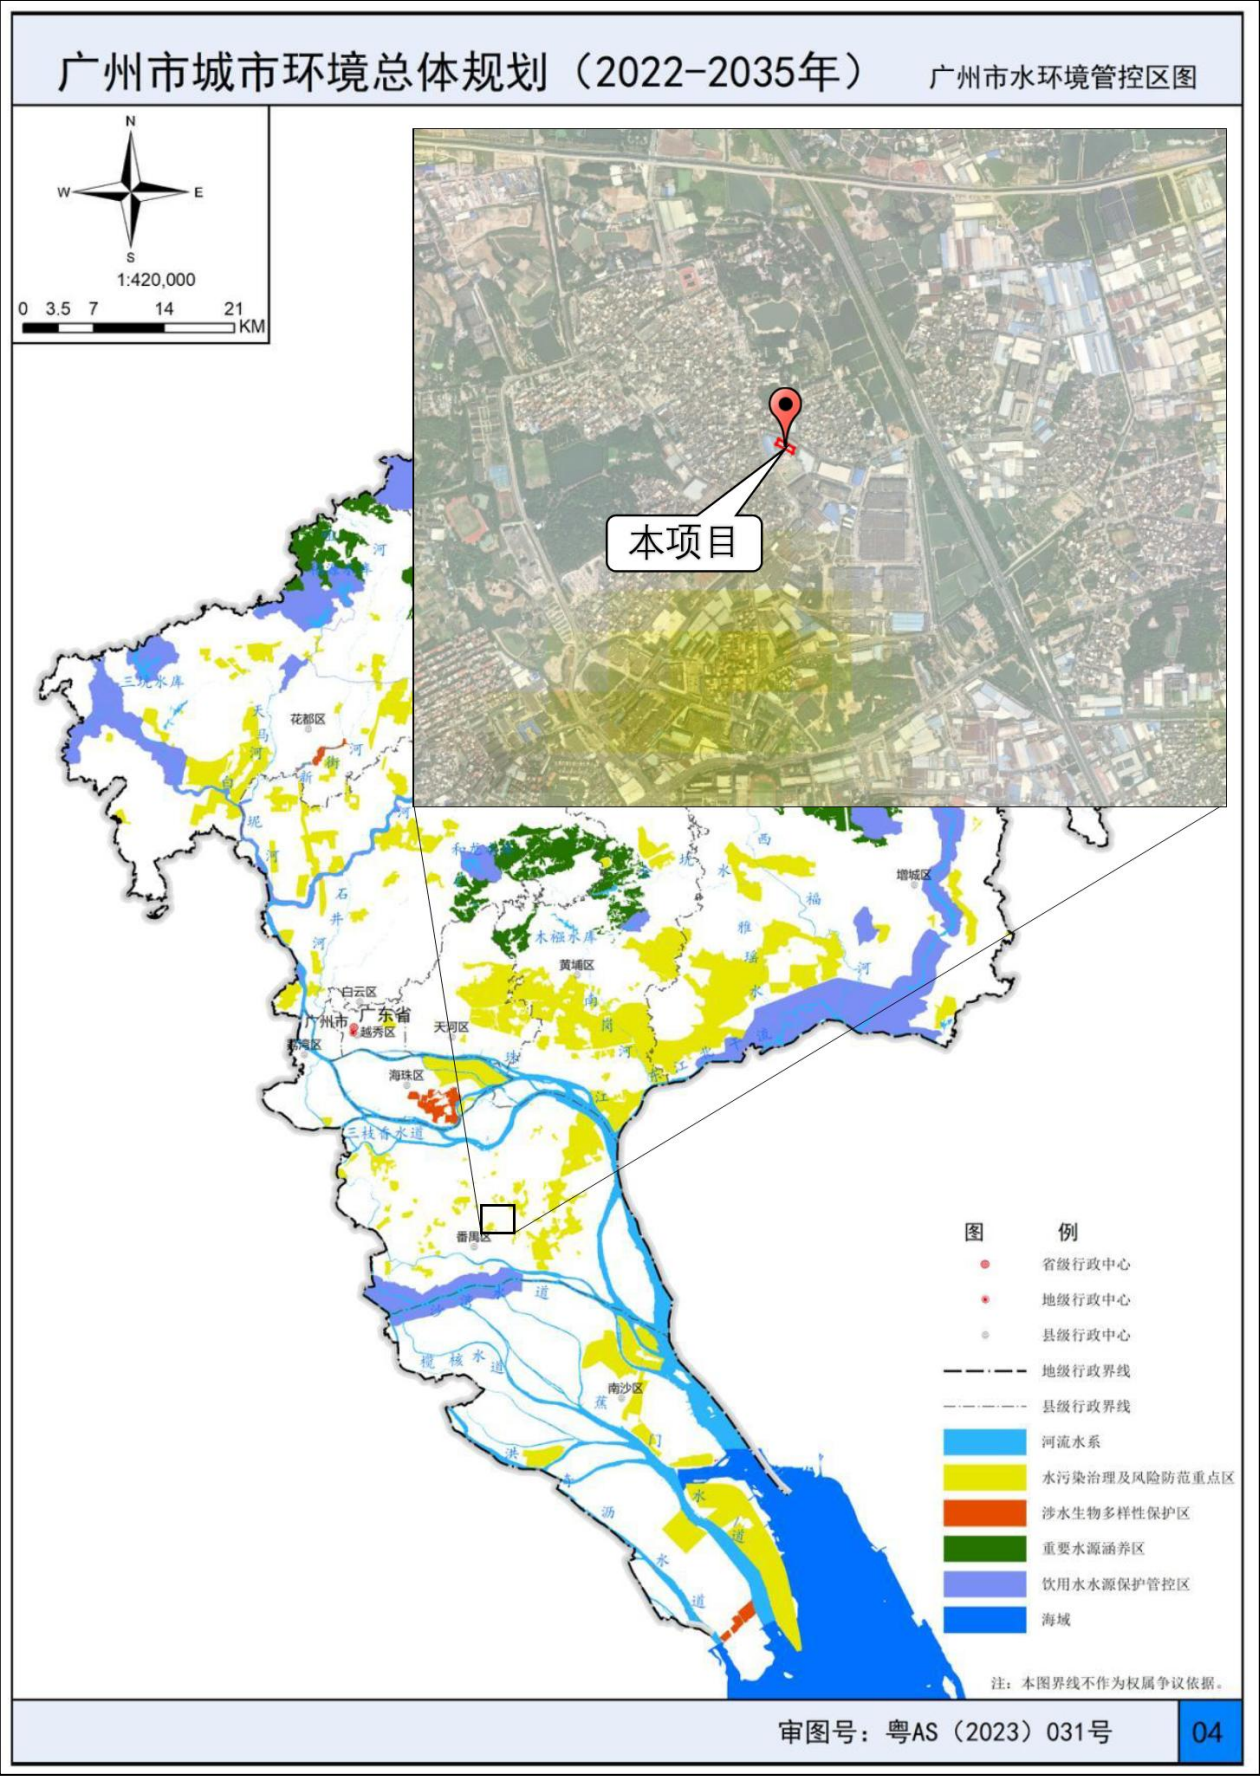 广州市城市环境总体规划（2022-2035年） 广州市水环境管控区图
N
W E
S
1:420,000
0 3.5 7 14 21
KM
本项目
河
三坑水库
天
马
河
花都区
新
街
河
白
坭
河
石
井
河
和龙
木强水库
坑
西
水
福
增城区
雅
瑶
水
河
黄埔区
南
岗
河
白云区
广东省
广州市
越秀区
荔湾区
天河区
海珠区
珠
江
东
江
北
干
流
三枝香水道
番禺区
沙
湾
水
道
榄
核
水
道
南沙区
蕉
门
水
道
洪
奇
沥
水
道
图 例
省级行政中心
地级行政中心
县级行政中心
地级行政界线
县级行政界线
河流水系
水污染治理及风险防范重点区
涉水生物多样性保护区
重要水源涵养区
饮用水水源保护管控区
海域
注：本图界线不作为权属争议依据。
审图号：粤AS（2023）031号
04